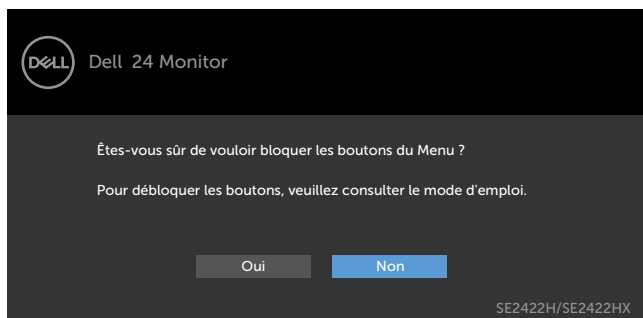 DELL Dell 24 Monitor
Êtes-vous sûr de vouloir bloquer les boutons du Menu ?
Pour débloquer les boutons, veuillez consulter le mode d'emploi.
Oui Non
SE2422H/SE2422HX